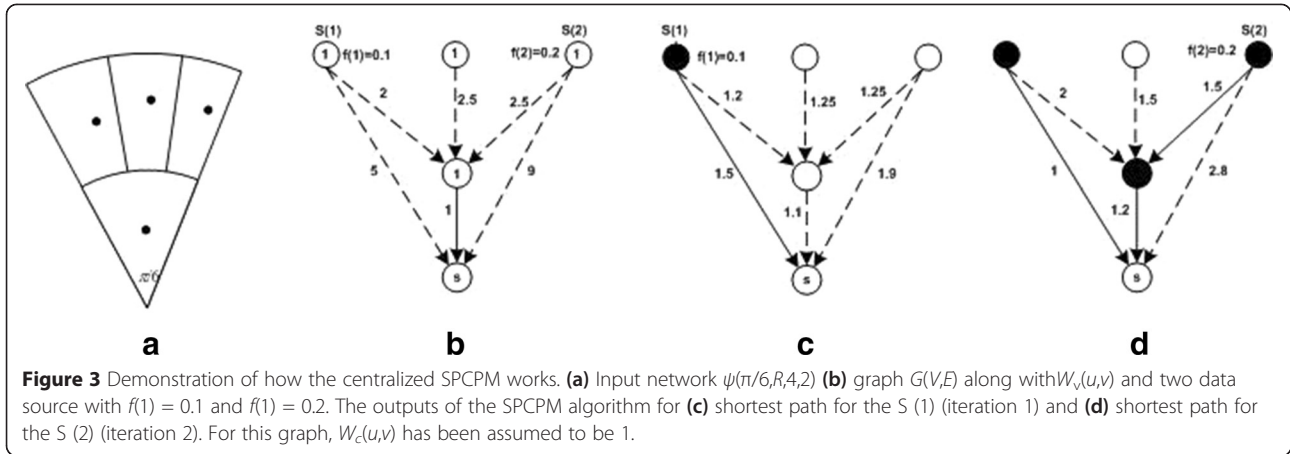 S(1)
S(2)
S(1)
S(2)
1
f(1)=0.1
1
f(2)=0.2
1
f(1)=0.1
f(2)=0.2
2
2.5
2.5
1.2
1.25
1.25
2
1.5
1.5
5
1
9
1.5
1.9
1
2.8
1
1.1
1.2
π/6
s
s
s
a
b
c
d
Figure 3 Demonstration of how the centralized SPCPM works. (a) Input network ψ(π/6,R,4,2) (b) graph G(V,E) along withWᵥ(u,v) and two data
source with f(1) = 0.1 and f(1) = 0.2. The outputs of the SPCPM algorithm for (c) shortest path for the S (1) (iteration 1) and (d) shortest path for
the S (2) (iteration 2). For this graph, W_c(u,v) has been assumed to be 1.